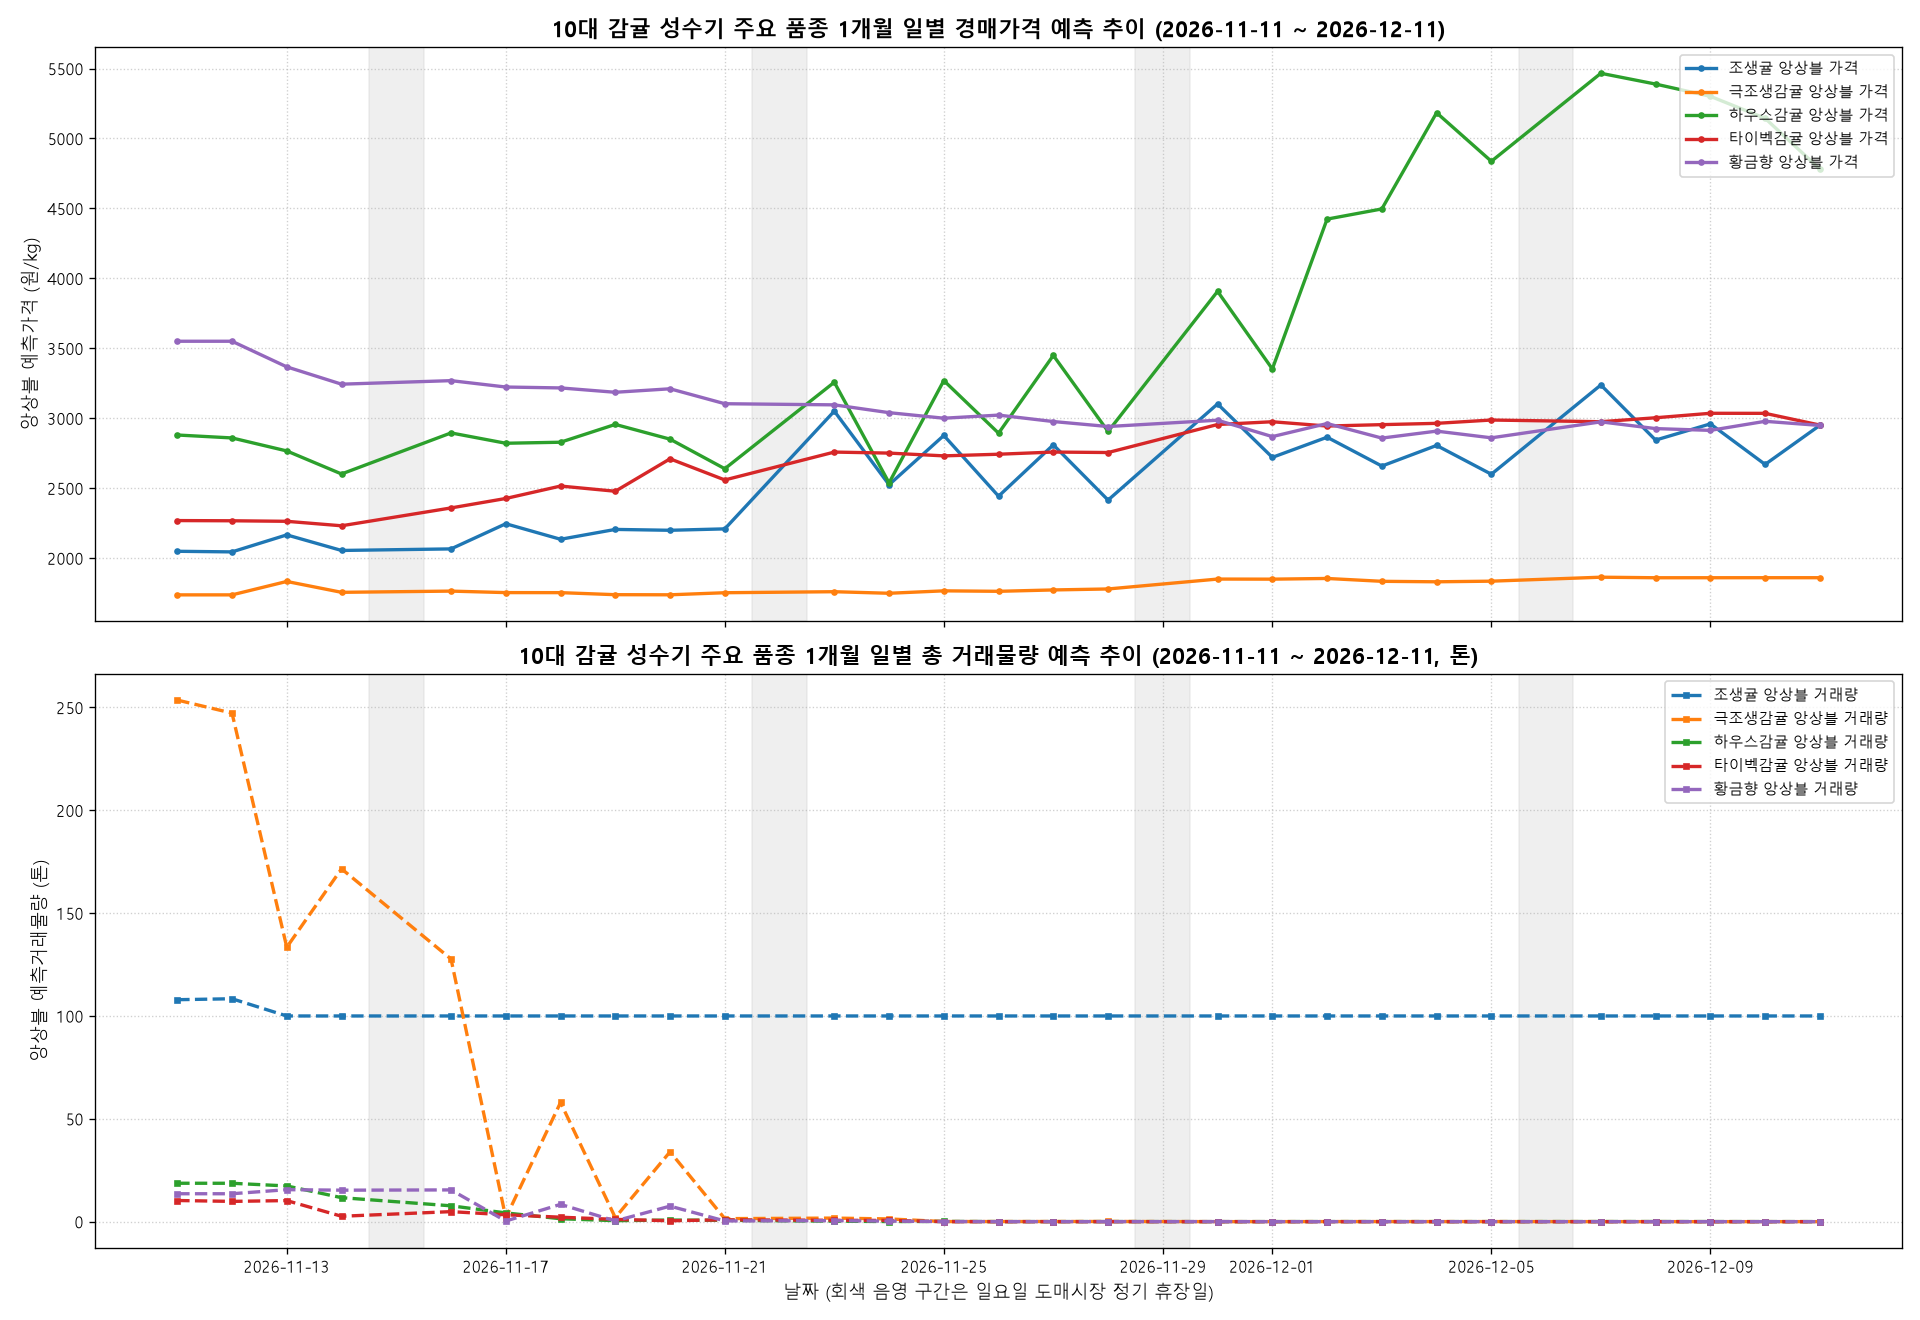 10대 감귤 성수기 주요 품종 1개월 일별 경매가격 예측 추이 (2026-11-11 ~ 2026-12-11)
앙상블 예측가격 (원/kg)
5500
5000
4500
4000
3500
3000
2500
2000
조생귤 앙상블 가격
극조생감귤 앙상블 가격
하우스감귤 앙상블 가격
타이벡감귤 앙상블 가격
황금향 앙상블 가격
10대 감귤 성수기 주요 품종 1개월 일별 총 거래물량 예측 추이 (2026-11-11 ~ 2026-12-11, 톤)
앙상블 예측거래물량 (톤)
250
200
150
100
50
0
조생귤 앙상블 거래량
극조생감귤 앙상블 거래량
하우스감귤 앙상블 거래량
타이벡감귤 앙상블 거래량
황금향 앙상블 거래량
2026-11-13 2026-11-17 2026-11-21 2026-11-25 2026-11-29 2026-12-01 2026-12-05 2026-12-09
날짜 (회색 음영 구간은 일요일 도매시장 정기 휴장일)